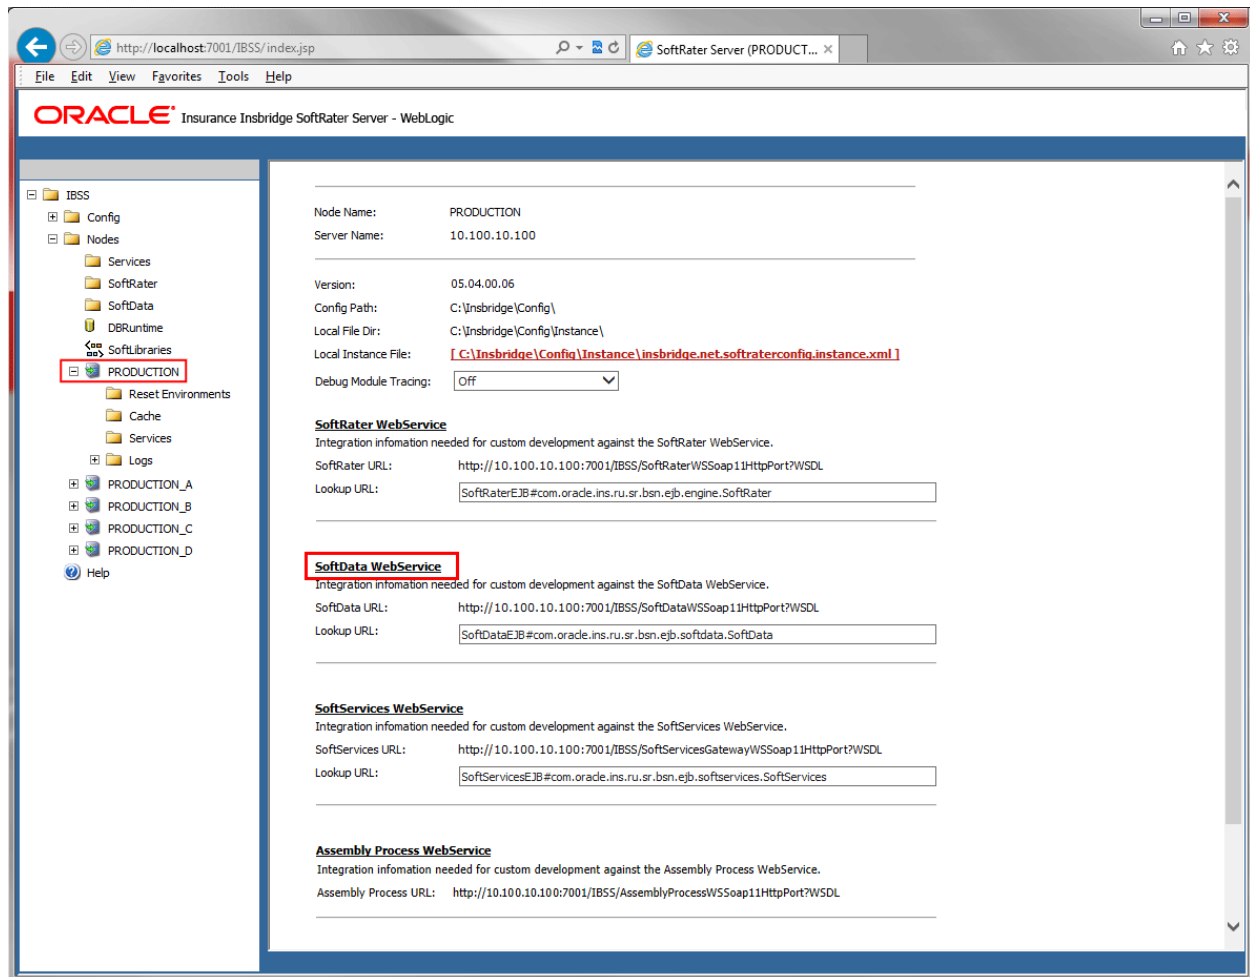 http://localhost:7001/IBSS/index.jsp
SoftRater Server (PRODUCT...
File Edit View Favorites Tools Help
ORACLE Insurance Insbridge SoftRater Server - WebLogic
IBSS
Config
Nodes
Services
SoftRater
SoftData
DBRuntime
SoftLibraries
PRODUCTION
Reset Environments
Cache
Services
Logs
PRODUCTION_A
PRODUCTION_B
PRODUCTION_C
PRODUCTION_D
Help
Node Name: PRODUCTION
Server Name: 10.100.10.100
Version: 05.04.00.06
Config Path: C:\Insbridge\Config\
Local File Dir: C:\Insbridge\Config\Instance\
Local Instance File: [ C:\Insbridge\Config\Instance\insbridge.net.softraterconfig.instance.xml ]
Debug Module Tracing: Off
SoftRater WebService
Integration infomation needed for custom development against the SoftRater WebService.
SoftRater URL: http://10.100.10.100:7001/IBSS/SoftRaterWSSoap11HttpPort?WSDL
Lookup URL: SoftRaterEJB#com.oracle.ins.ru.sr.bsn.ejb.engine.SoftRater
SoftData WebService
Integration infomation needed for custom development against the SoftData WebService.
SoftData URL: http://10.100.10.100:7001/IBSS/SoftDataWSSoap11HttpPort?WSDL
Lookup URL: SoftDataEJB#com.oracle.ins.ru.sr.bsn.ejb.softdata.SoftData
SoftServices WebService
Integration infomation needed for custom development against the SoftServices WebService.
SoftServices URL: http://10.100.10.100:7001/IBSS/SoftServicesGatewayWSSoap11HttpPort?WSDL
Lookup URL: SoftServicesEJB#com.oracle.ins.ru.sr.bsn.ejb.softservices.SoftServices
Assembly Process WebService
Integration infomation needed for custom development against the Assembly Process WebService.
Assembly Process URL: http://10.100.10.100:7001/IBSS/AssemblyProcessWSSoap11HttpPort?WSDL